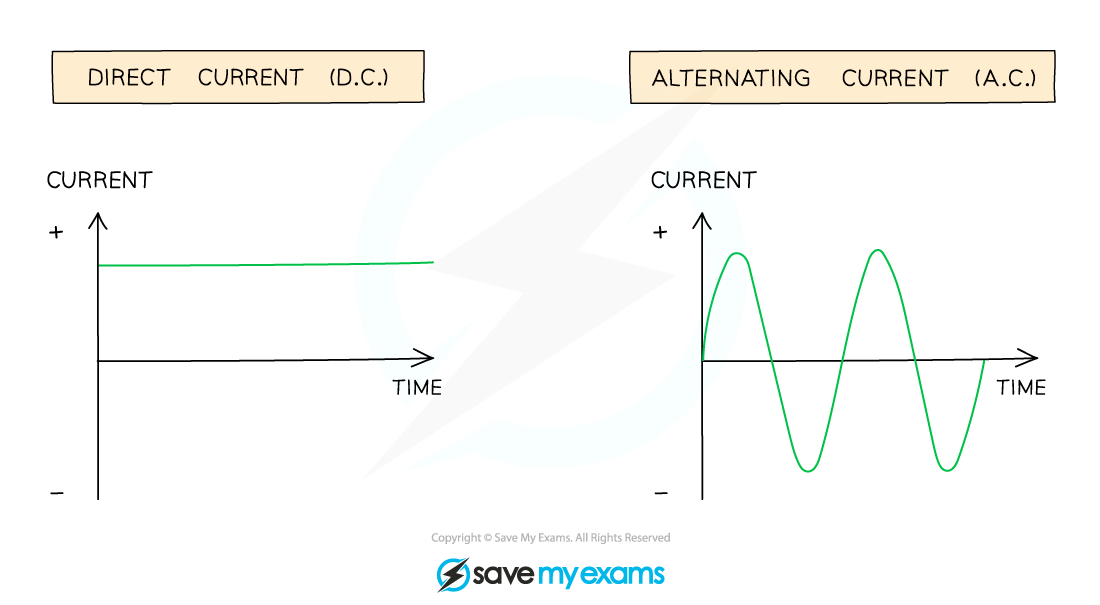 DIRECT CURRENT (D.C.)
ALTERNATING CURRENT (A.C.)
CURRENT
+
TIME
–
CURRENT
+
TIME
–
Copyright © Save My Exams. All Rights Reserved
save my exams